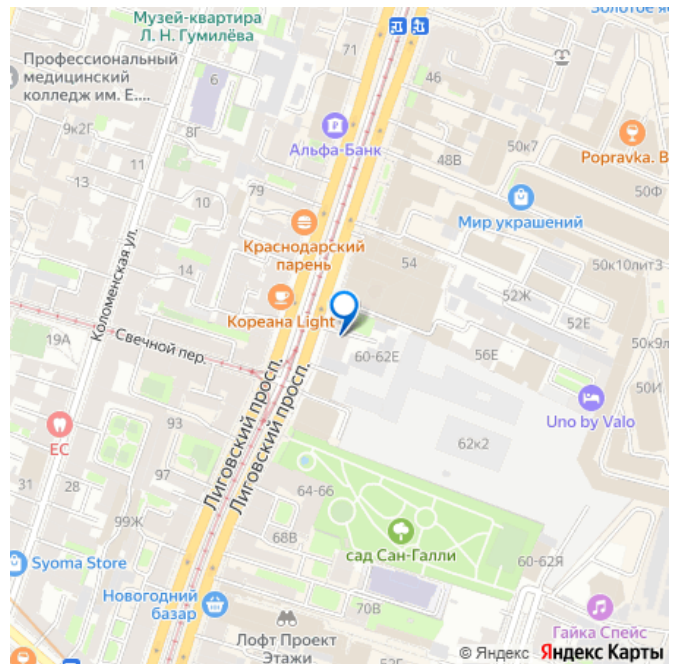 Золотое яб
Музей-квартира
Л. Н. Гумилёва
71
Профессиональный
медицинский
колледж им. Е....
6
46
9к2Г
8Г
Альфа-Банк
50к7
Popravka. B
11
48В
13
79
10
50Ф
Мир украшений
Краснодарский
парень
54
50к10лит3
14
Коломенская ул.
52Ж
Кореана Light
52Е
19А
Свечной пер.
60-62Е
56Е
50к9л
50И
Лиговский просп.
Лиговский просп.
Uno by Valo
93
62к2
ЕС
97
31
28
64-66
99Ж
68В
сад Сан-Галли
Syoma Store
60-62Я
Новогодний
базар
70В
Гайка Спейс
Лофт Проект
Этажи
© Яндекс Яндекс Карты